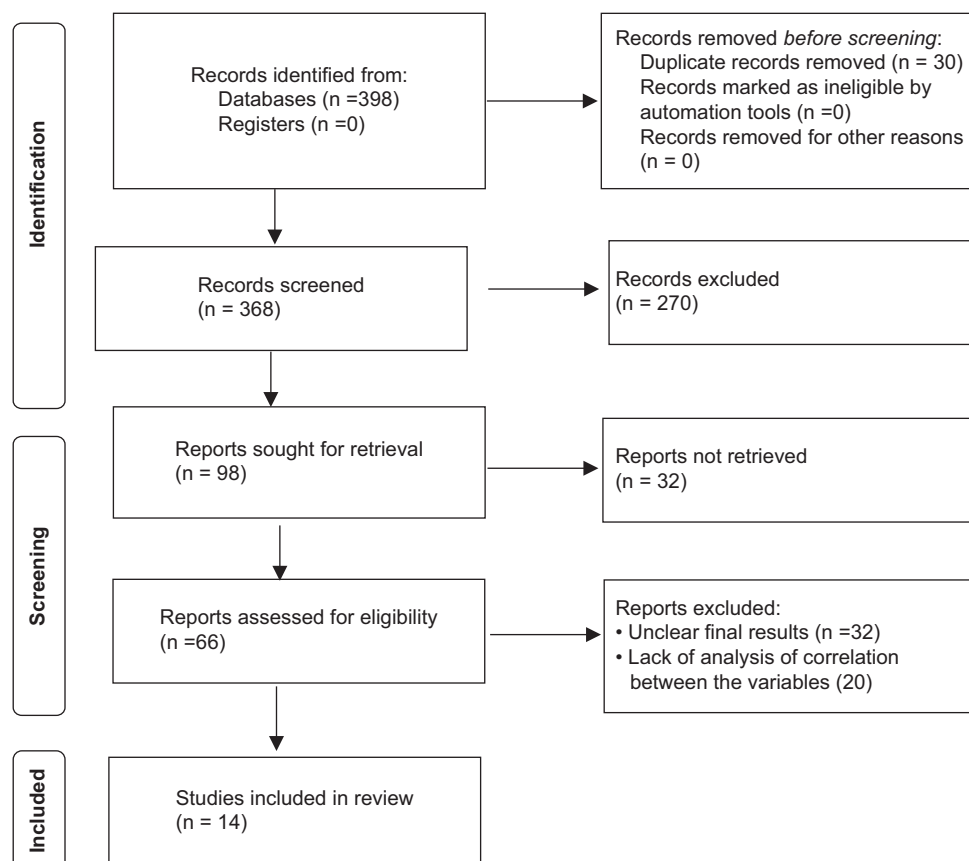 Identification
Records identified from:
Databases (n =398)
Registers (n =0)
Records removed before screening:
Duplicate records removed (n = 30)
Records marked as ineligible by
automation tools (n =0)
Records removed for other reasons
(n = 0)
Records screened
(n = 368)
Records excluded
(n = 270)
Screening
Reports sought for retrieval
(n = 98)
Reports not retrieved
(n = 32)
Reports assessed for eligibility
(n =66)
Reports excluded:
• Unclear final results (n =32)
• Lack of analysis of correlation
between the variables (20)
Included
Studies included in review
(n = 14)